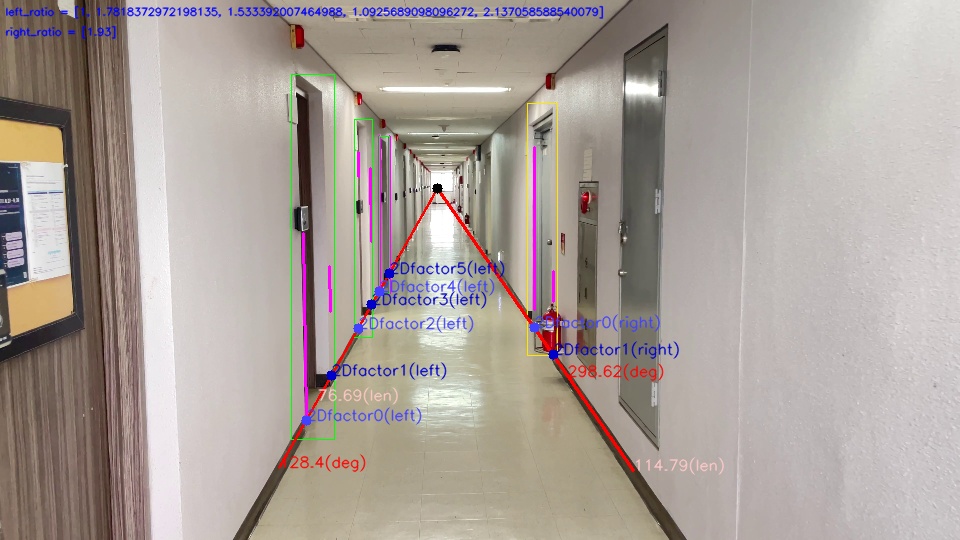 left_ratio = [1, 1.7818372972198135, 1.533392007464988, 1.0925689098096272, 2.137058588540079]
right_ratio = [1.93]
2Dfactor5(left)
2Dfactor4(left)
2Dfactor3(left)
2Dfactor2(left)
2Dfactor0(right)
2Dfactor1(right)
2Dfactor1(left)
298.62(deg)
76.69(len)
2Dfactor0(left)
28.4(deg)
114.79(len)